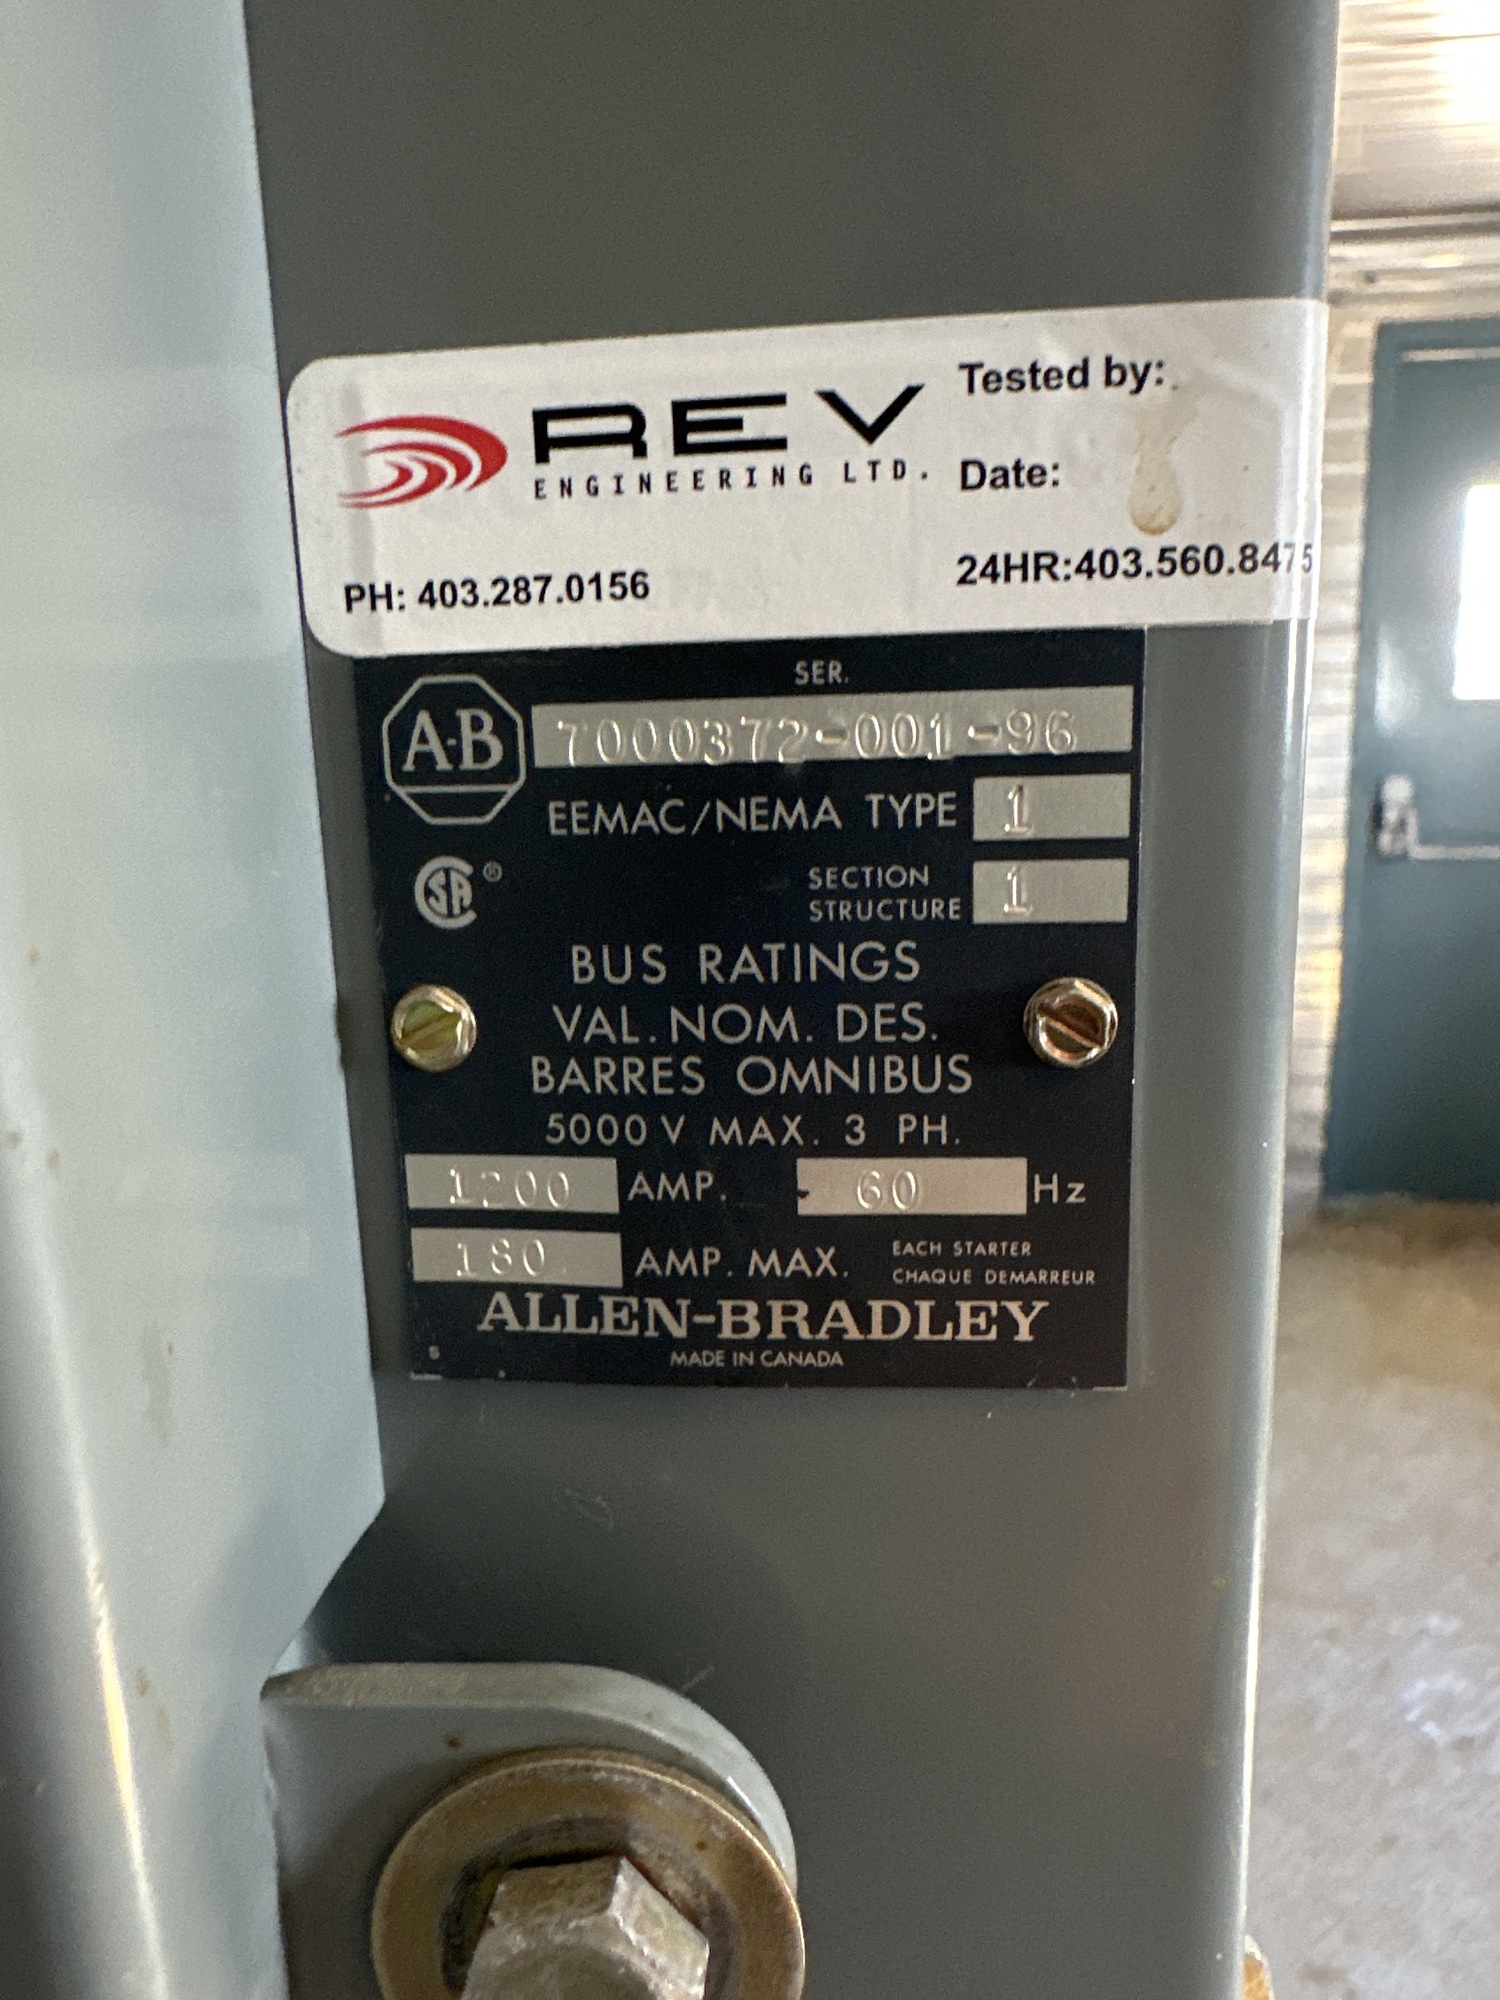 REV
ENGINEERING LTD.
Tested by:
Date:
PH: 403.287.0156
24HR:403.560.8475
SER.
A-B
7000372-001-96
EEMAC/NEMA TYPE 1
SA ®
SECTION
STRUCTURE 1
BUS RATINGS
VAL. NOM. DES.
BARRES OMNIBUS
5000 V MAX. 3 PH.
1200 AMP. 60 Hz
180 AMP. MAX. EACH STARTER
CHAQUE DEMARREUR
ALLEN-BRADLEY
MADE IN CANADA
S